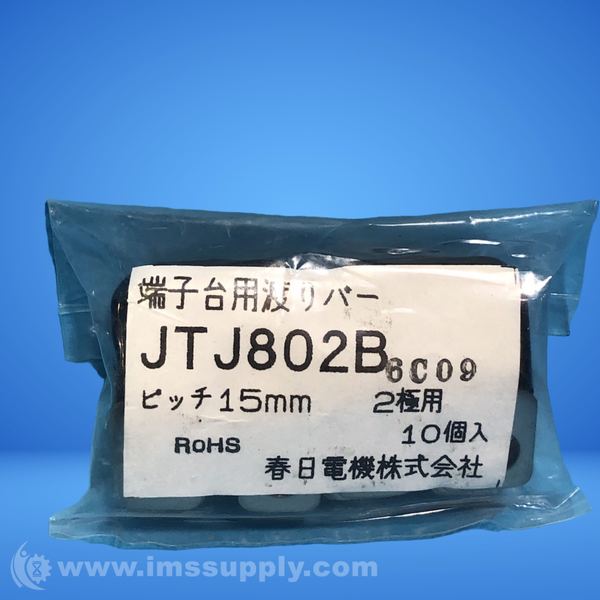 端子台用渡りバー
JTJ802B 6C09
ピッチ15mm 2極用
RoHS 10個入
春日電機株式会社
www.imssupply.com